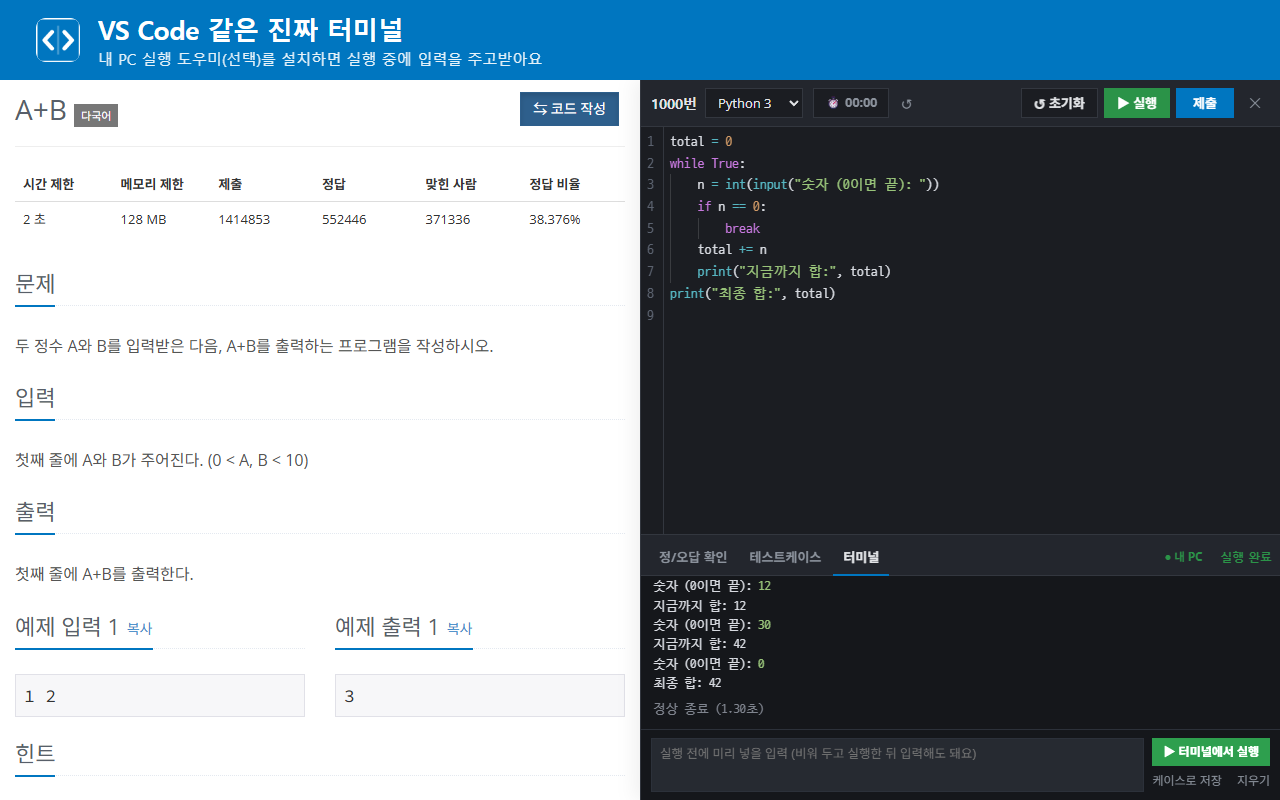 VS Code 같은 진짜 터미널
내 PC 실행 도우미(선택)를 설치하면 실행 중에 입력을 주고받아요
A+B 다국어
⇆ 코드 작성
시간 제한 메모리 제한 제출 정답 맞힌 사람 정답 비율
2 초 128 MB 1414853 552446 371336 38.376%
문제
두 정수 A와 B를 입력받은 다음, A+B를 출력하는 프로그램을 작성하시오.
입력
첫째 줄에 A와 B가 주어진다. (0 < A, B < 10)
출력
첫째 줄에 A+B를 출력한다.
예제 입력 1 복사
1 2
예제 출력 1 복사
3
힌트
1000번 Python 3 00:00 ↺ ↺ 초기화 ▶ 실행 제출 ×
1 total = 0
2 while True:
3     n = int(input("숫자 (0이면 끝): "))
4     if n == 0:
5         break
6     total += n
7     print("지금까지 합:", total)
8 print("최종 합:", total)
9
정/오답 확인 테스트케이스 터미널 ● 내 PC 실행 완료
숫자 (0이면 끝): 12
지금까지 합: 12
숫자 (0이면 끝): 30
지금까지 합: 42
숫자 (0이면 끝): 0
최종 합: 42
정상 종료 (1.30초)
실행 전에 미리 넣을 입력 (비워 두고 실행한 뒤 입력해도 돼요)
▶ 터미널에서 실행
케이스로 저장 지우기